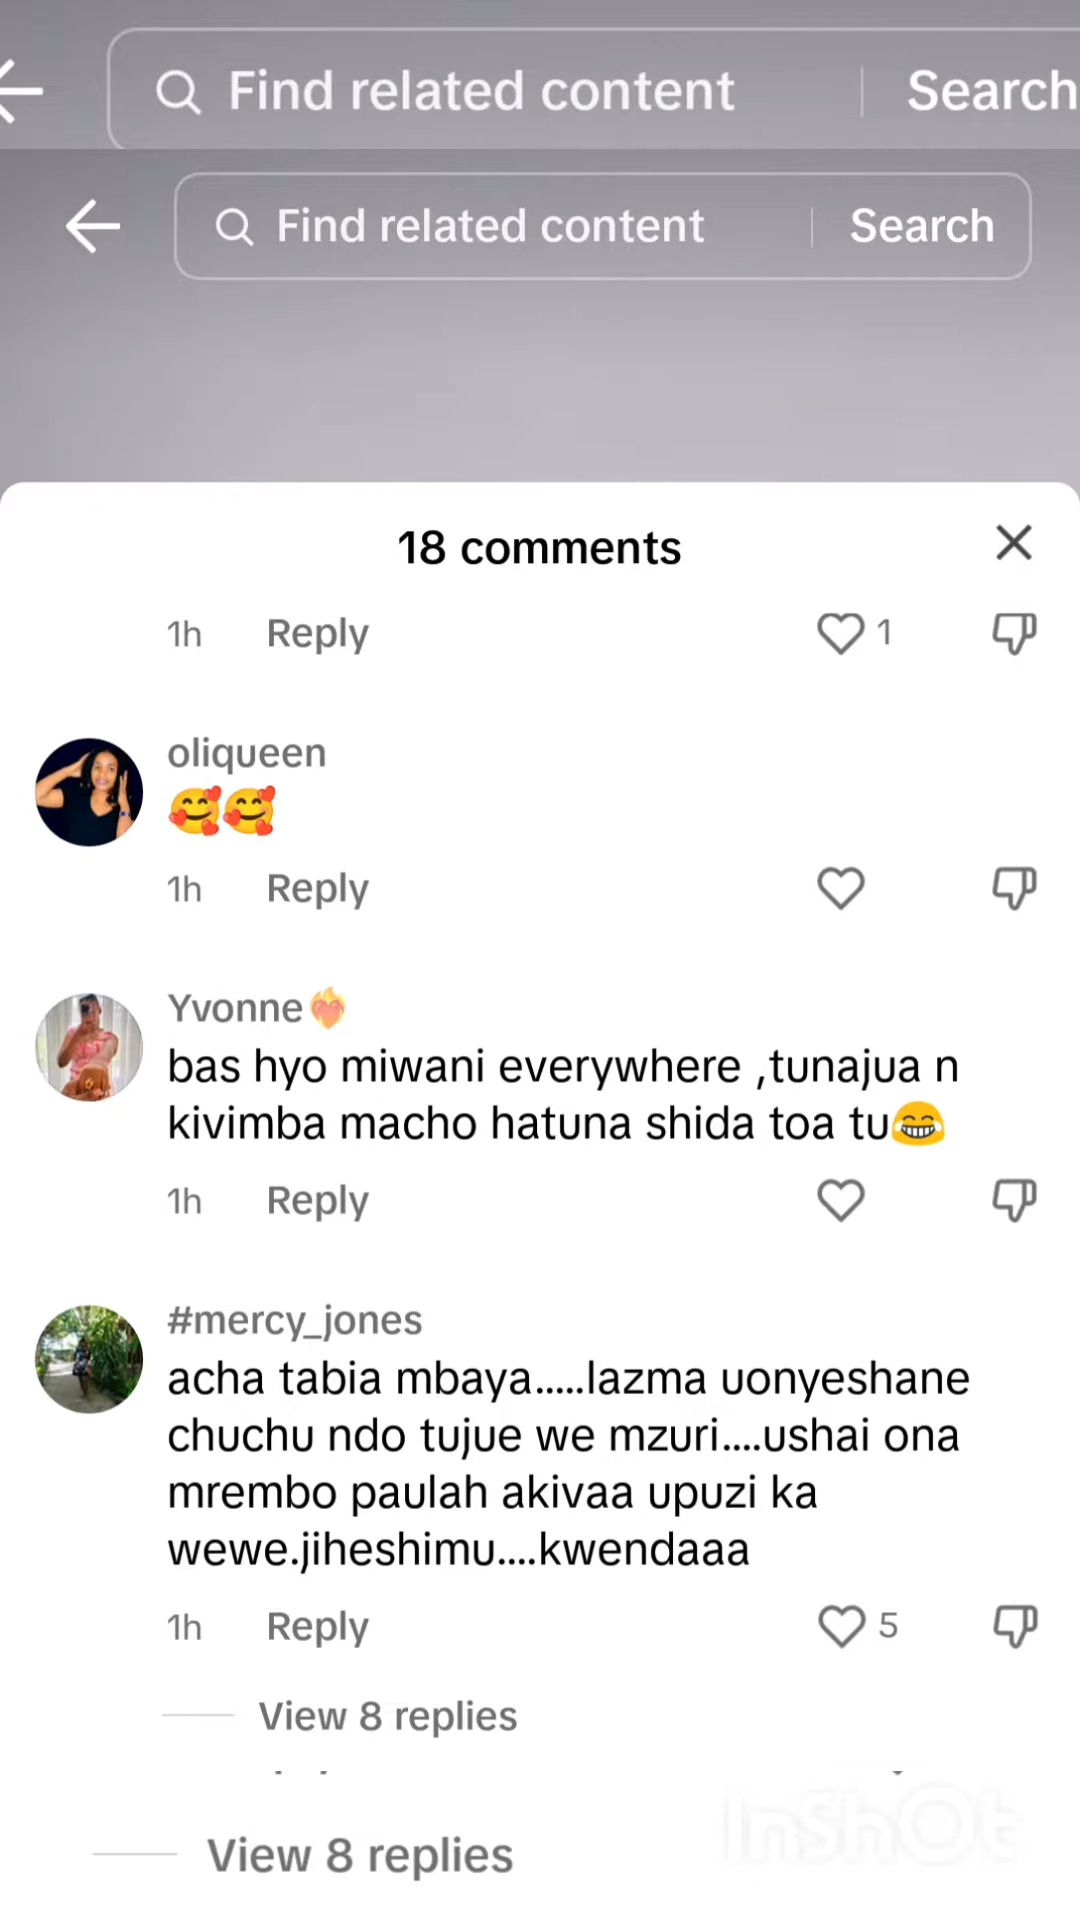 Find related content
Search
Find related content
Search
18 comments
1h Reply 1
oliqueen
🥰🥰
1h Reply
Yvonne❤️‍🔥
bas hyo miwani everywhere ,tunajua n
kivimba macho hatuna shida toa tu😂
1h Reply
#mercy_jones
acha tabia mbaya.....lazma uonyeshane
chuchu ndo tujue we mzuri....ushai ona
mrembo paulah akivaa upuzi ka
wewe.jiheshimu....kwendaaa
1h Reply 5
View 8 replies
View 8 replies
InShOt